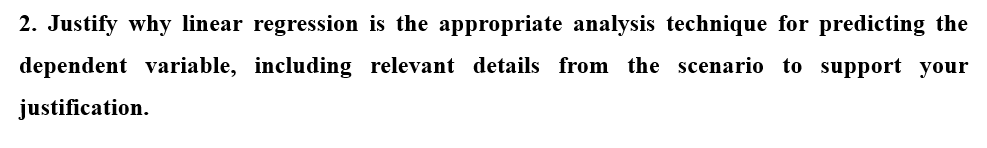 2. Justify why linear regression is the appropriate analysis technique for predicting the
dependent variable, including relevant details from the scenario to support your
justification.